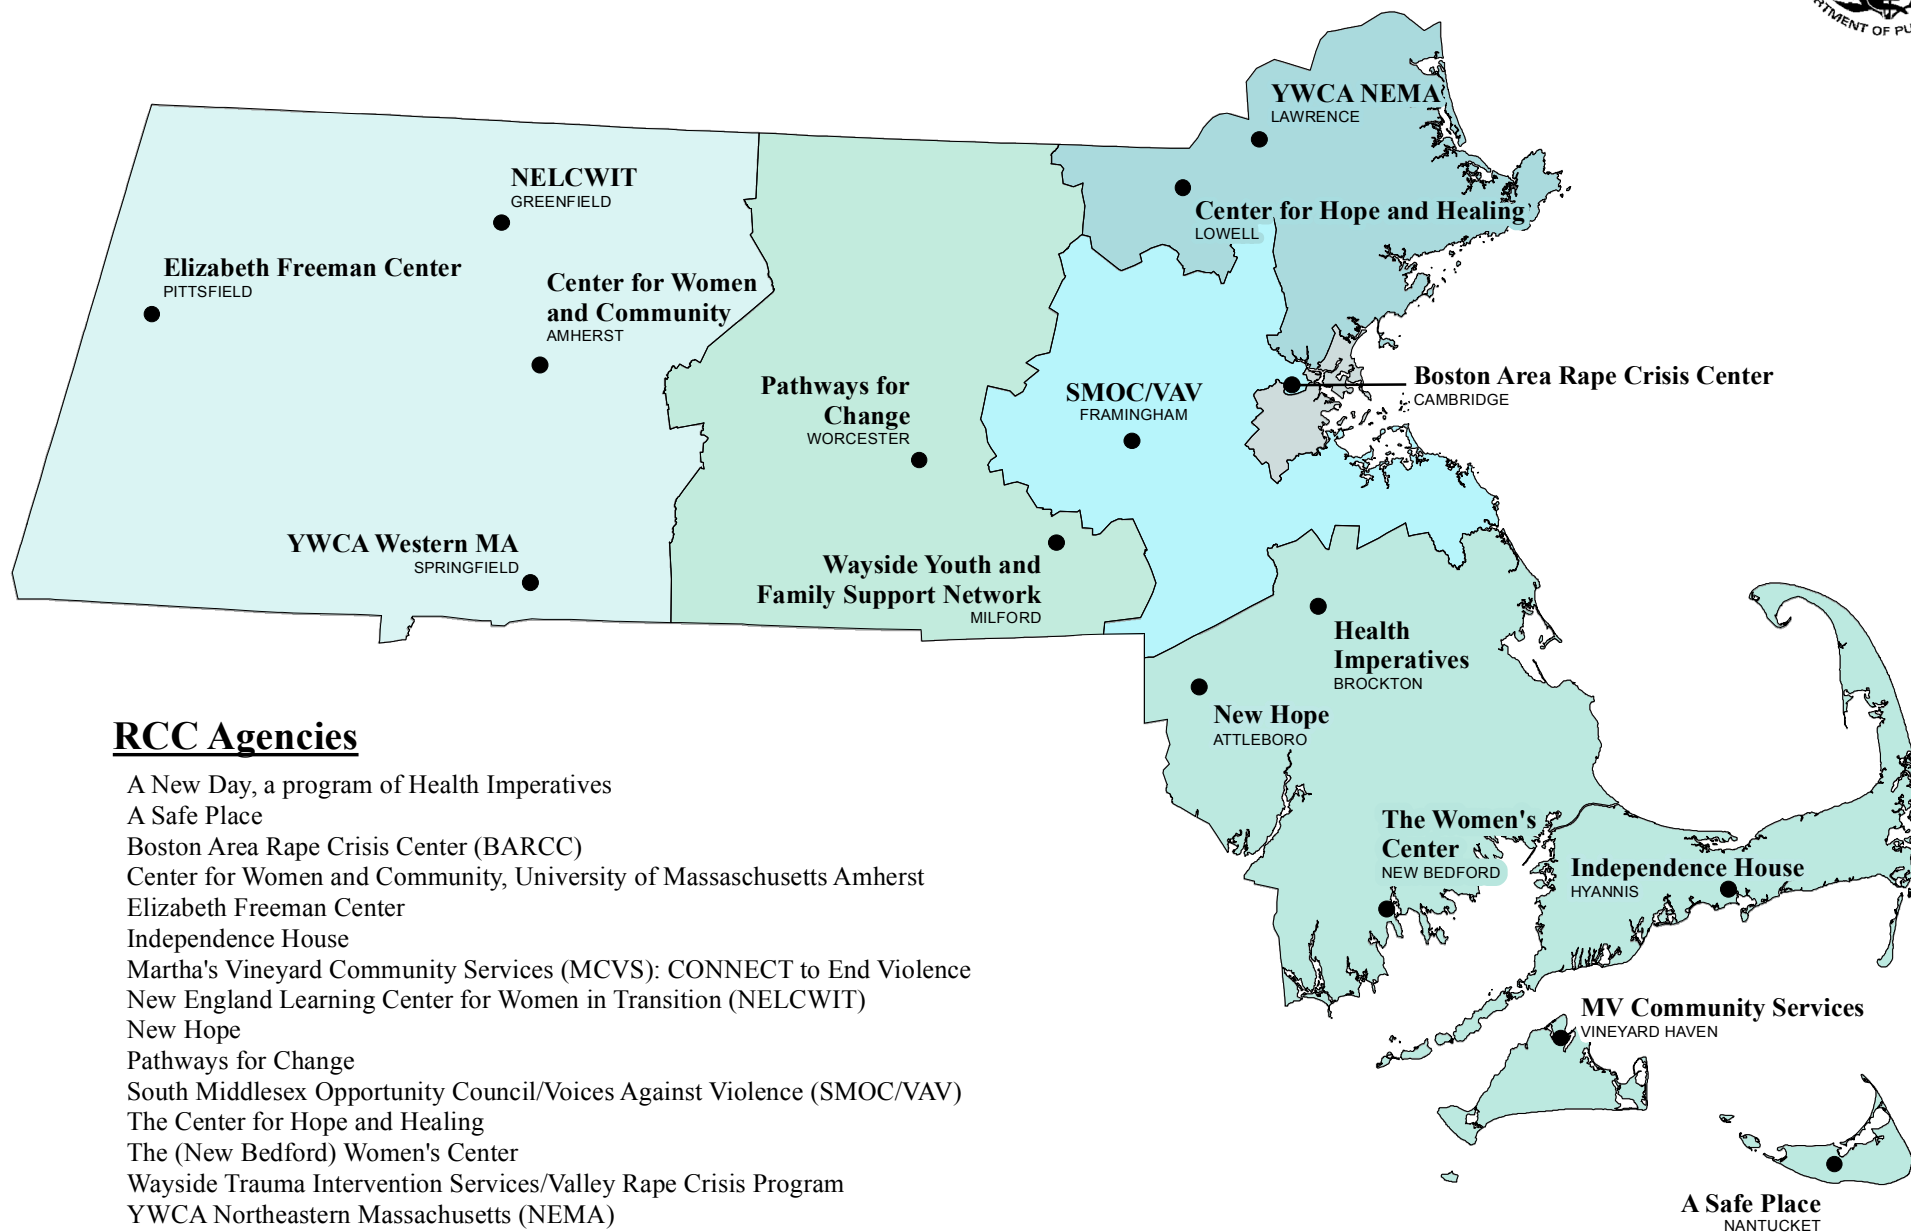 RTMENT OF PU
YWCA NEMA
LAWRENCE
NELCWIT
GREENFIELD
Center for Hope and Healing
LOWELL
Elizabeth Freeman Center
PITTSFIELD
Center for Women
and Community
AMHERST
Pathways for
Change
WORCESTER
SMOC/VAV
FRAMINGHAM
Boston Area Rape Crisis Center
CAMBRIDGE
YWCA Western MA
SPRINGFIELD
Wayside Youth and
Family Support Network
MILFORD
Health
Imperatives
BROCKTON
New Hope
ATTLEBORO
The Women's
Center
NEW BEDFORD
Independence House
HYANNIS
MV Community Services
VINEYARD HAVEN
A Safe Place
NANTUCKET
RCC Agencies
A New Day, a program of Health Imperatives
A Safe Place
Boston Area Rape Crisis Center (BARCC)
Center for Women and Community, University of Massaschusetts Amherst
Elizabeth Freeman Center
Independence House
Martha's Vineyard Community Services (MCVS): CONNECT to End Violence
New England Learning Center for Women in Transition (NELCWIT)
New Hope
Pathways for Change
South Middlesex Opportunity Council/Voices Against Violence (SMOC/VAV)
The Center for Hope and Healing
The (New Bedford) Women's Center
Wayside Trauma Intervention Services/Valley Rape Crisis Program
YWCA Northeastern Massachusetts (NEMA)